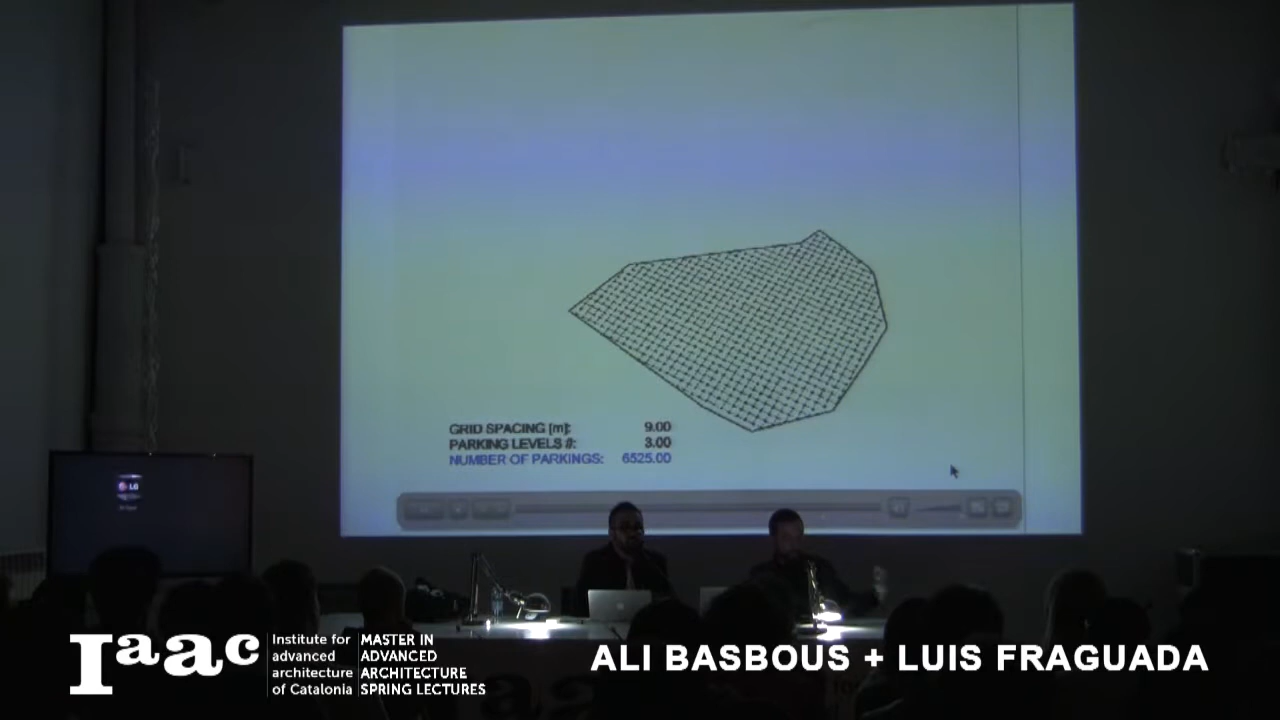 GRID SPACING [m]: 9.00
PARKING LEVELS #: 3.00
NUMBER OF PARKINGS: 6525.00
LG
Iaac
Institute for
advanced
architecture
of Catalonia
MASTER IN
ADVANCED
ARCHITECTURE
SPRING LECTURES
ALI BASBOUS + LUIS FRAGUADA